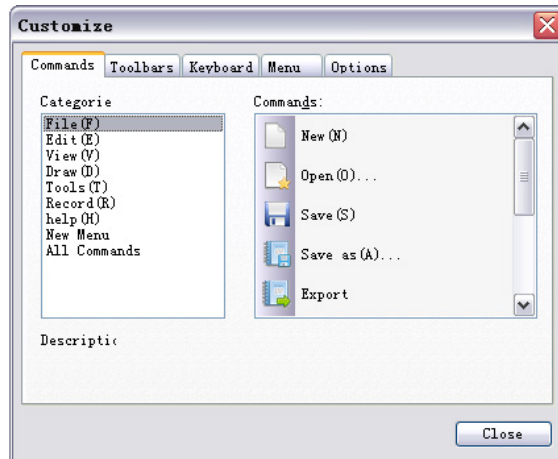 Customize
Commands Toolbars Keyboard Menu Options
Categorie
File(F)
Edit(E)
View(V)
Draw(D)
Tools(T)
Record(R)
help(H)
New Menu
All Commands
Commands:
New(N)
Open(O)...
Save(S)
Save as(A)...
Export
Descriptic
Close